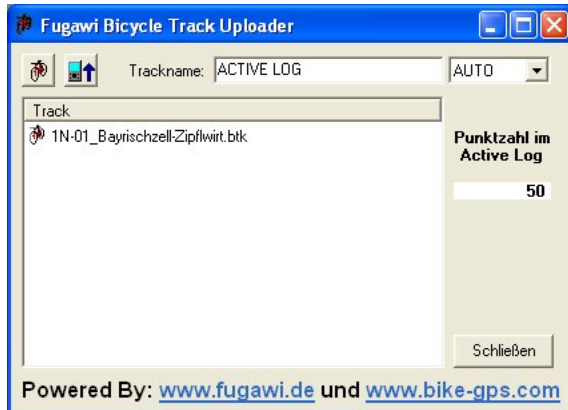 Fugawi Bicycle Track Uploader
Trackname: ACTIVE LOG AUTO
Track
1N-01_Bayrischzell-Zipflwirt.btk
Punktzahl im
Active Log
50
Schließen
Powered By: www.fugawi.de und www.bike-gps.com